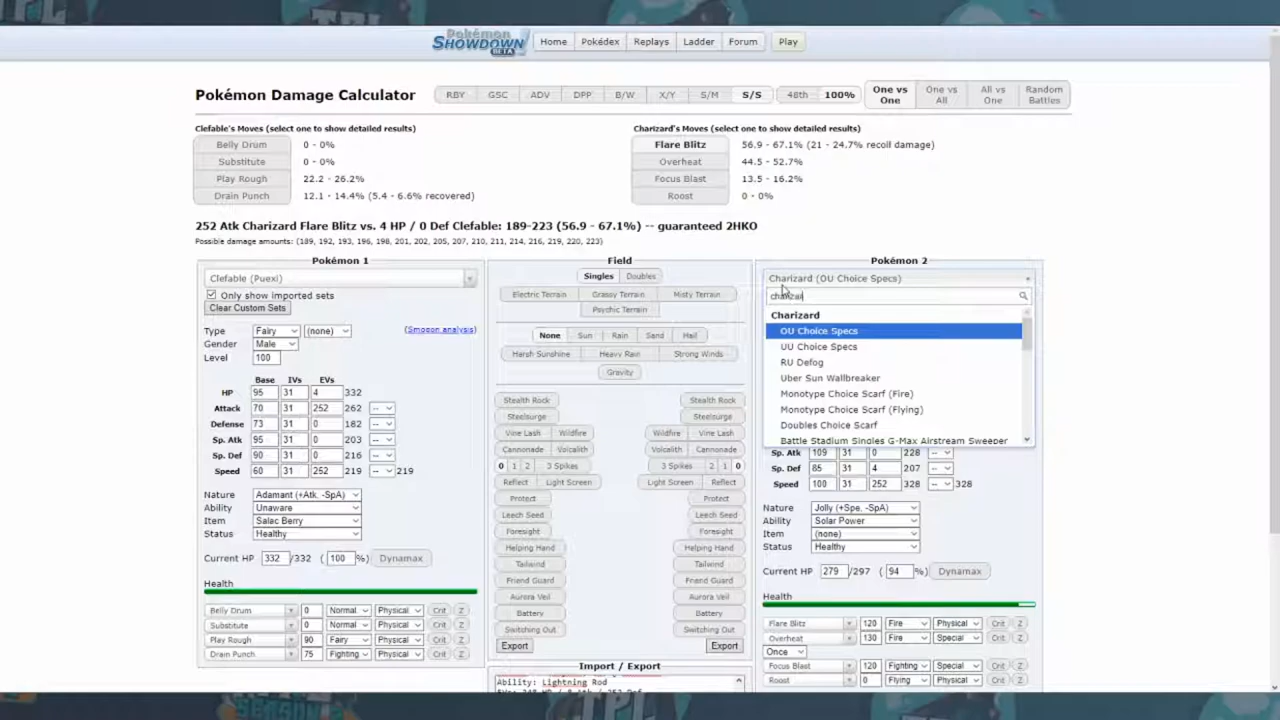 Pokémon SHOWDOWN BETA Home Pokédex Replays Ladder Forum Play
Pokémon Damage Calculator RBY GSC ADV DPP B/W X/Y S/M S/S 48th 100% One vs One One vs All All vs One Random Battles
Clefable's Moves (select one to show detailed results)
Belly Drum 0 - 0%
Substitute 0 - 0%
Play Rough 22.2 - 26.2%
Drain Punch 12.1 - 14.4% (5.4 - 6.6% recovered)
Charizard's Moves (select one to show detailed results)
Flare Blitz 56.9 - 67.1% (21 - 24.7% recoil damage)
Overheat 44.5 - 52.7%
Focus Blast 13.5 - 16.2%
Roost 0 - 0%
252 Atk Charizard Flare Blitz vs. 4 HP / 0 Def Clefable: 189-223 (56.9 - 67.1%) -- guaranteed 2HKO
Possible damage amounts: (189, 192, 193, 196, 198, 201, 202, 205, 207, 210, 211, 214, 216, 219, 220, 223)
Pokémon 1
Clefable (Puexi)
Only show imported sets
Clear Custom Sets
Type Fairy (none) (Smogon analysis)
Gender Male
Level 100
Base IVs EVs
HP 95 31 4 332
Attack 70 31 252 262 --
Defense 73 31 0 182 --
Sp. Atk 95 31 0 203 --
Sp. Def 90 31 0 216 --
Speed 60 31 252 219 -- 219
Nature Adamant (+Atk, -SpA)
Ability Unaware
Item Salac Berry
Status Healthy
Current HP 332 /332 ( 100 %) Dynamax
Health
Belly Drum 0 Normal Physical Crit Z
Substitute 0 Normal Physical Crit Z
Play Rough 90 Fairy Physical Crit Z
Drain Punch 75 Fighting Physical Crit Z
Field
Singles Doubles
Electric Terrain Grassy Terrain Misty Terrain
Psychic Terrain
None Sun Rain Sand Hail
Harsh Sunshine Heavy Rain Strong Winds
Gravity
Stealth Rock Stealth Rock
Steelsurge Steelsurge
Vine Lash Wildfire Wildfire Vine Lash
Cannonade Volcalith Volcalith Cannonade
0 1 2 3 Spikes 3 Spikes 2 1 0
Reflect Light Screen Light Screen Reflect
Protect Protect
Leech Seed Leech Seed
Foresight Foresight
Helping Hand Helping Hand
Tailwind Tailwind
Friend Guard Friend Guard
Aurora Veil Aurora Veil
Battery Battery
Switching Out Switching Out
Export Export
Import / Export
Ability: Lightning Rod
Pokémon 2
Charizard (OU Choice Specs)
Charizard
OU Choice Specs
UU Choice Specs
RU Defog
Uber Sun Wallbreaker
Monotype Choice Scarf (Fire)
Monotype Choice Scarf (Flying)
Doubles Choice Scarf
Battle Stadium Singles G-Max Airstream Sweeper
Sp. Atk 109 31 0 228 --
Sp. Def 85 31 4 207 --
Speed 100 31 252 328 -- 328
Nature Jolly (+Spe, -SpA)
Ability Solar Power
Item (none)
Status Healthy
Current HP 279 /297 ( 94 %) Dynamax
Health
Flare Blitz 120 Fire Physical Crit Z
Overheat 130 Fire Special Crit Z
Once
Focus Blast 120 Fighting Special Crit Z
Roost 0 Flying Physical Crit Z